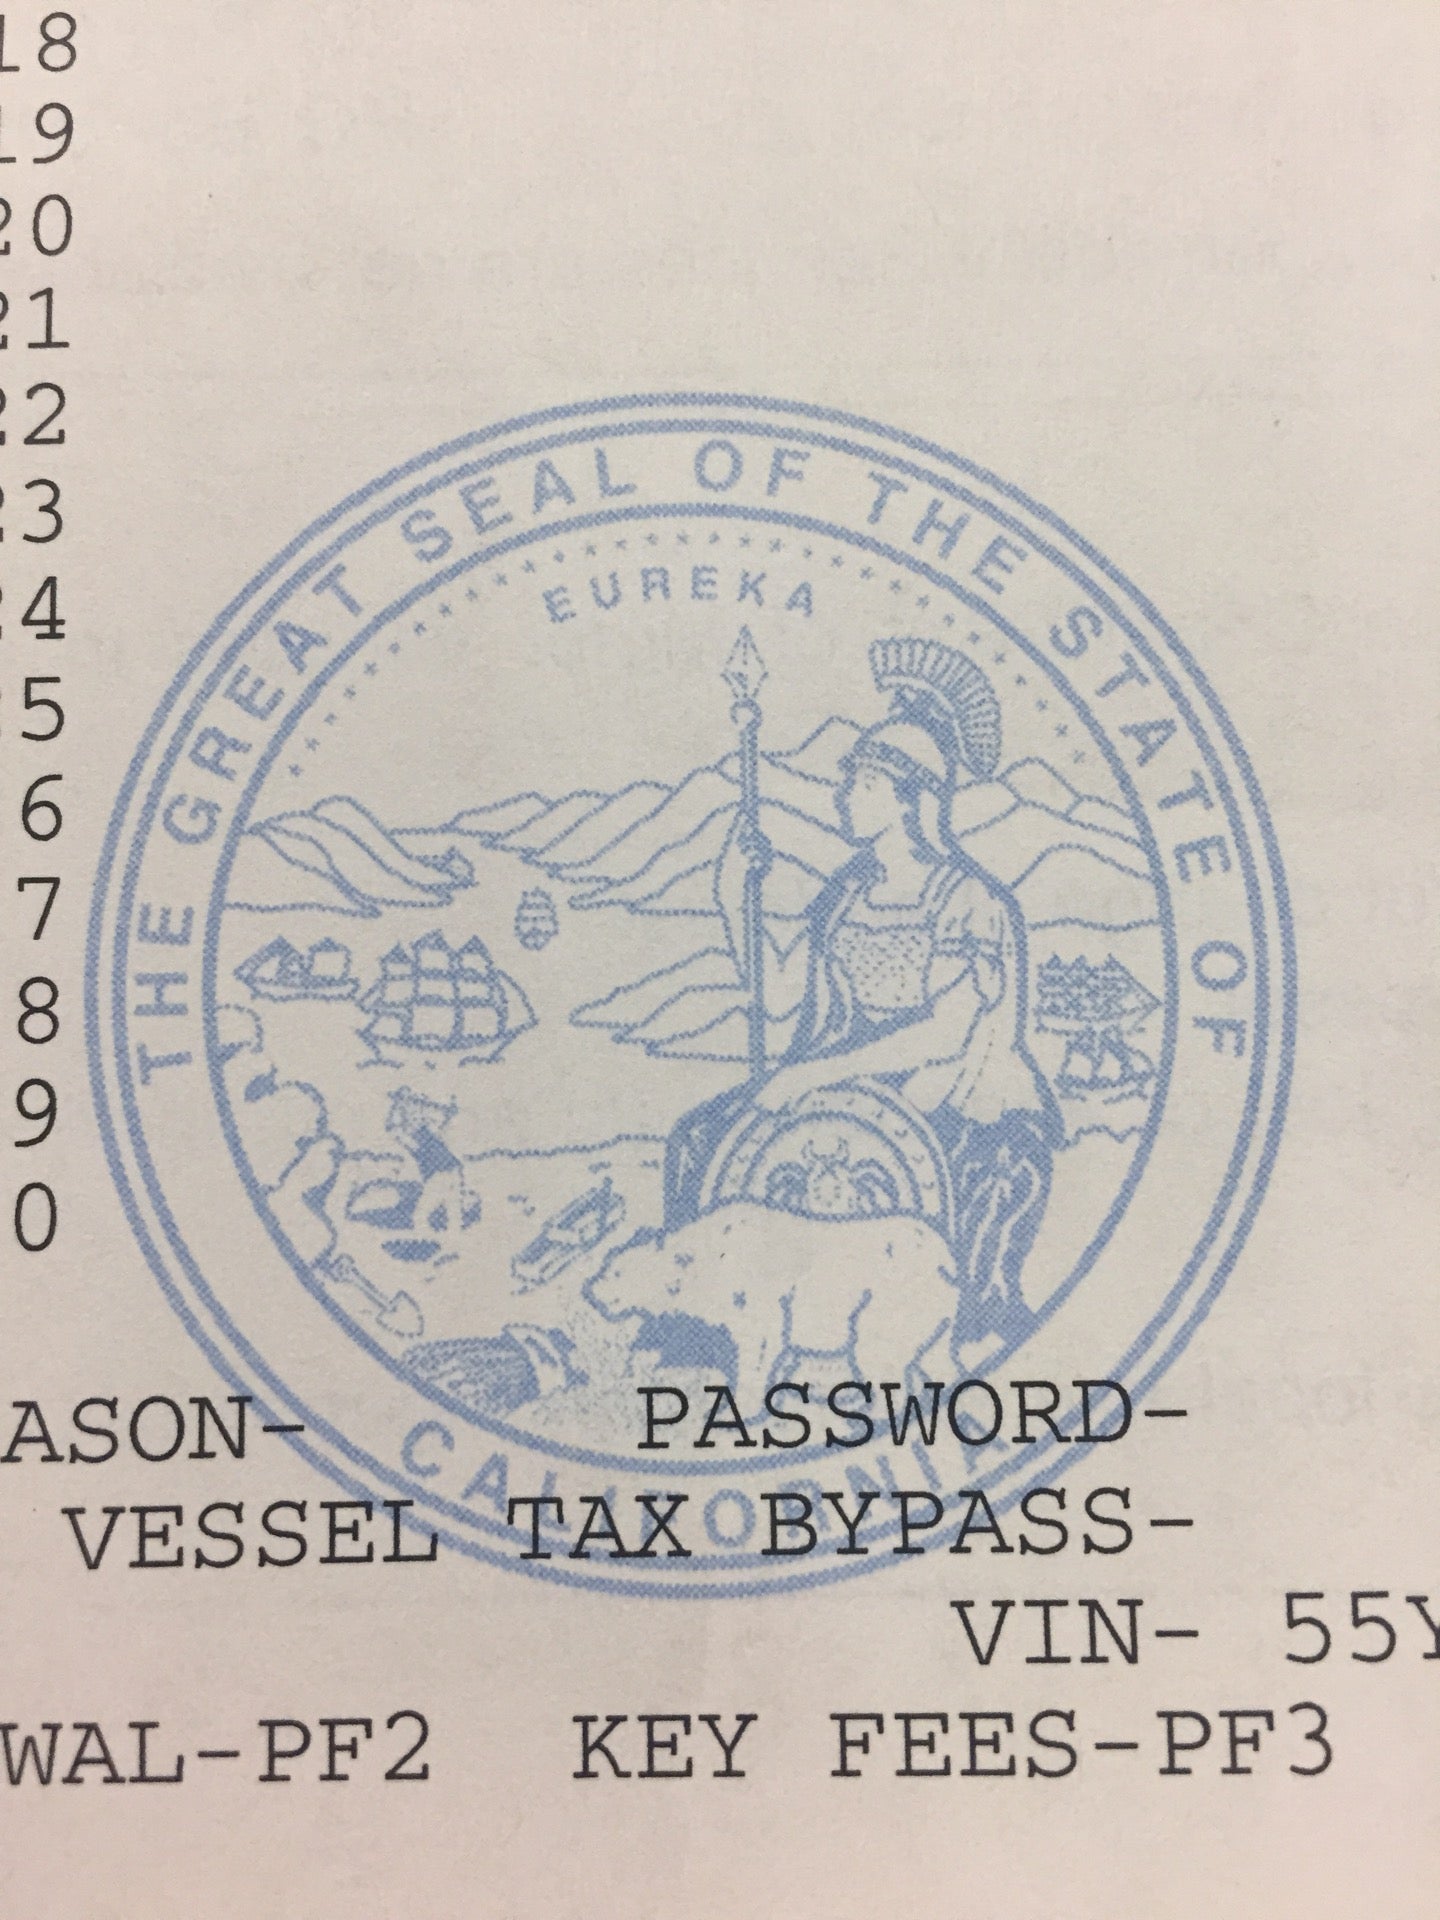 18
19
20
21
22
23
24
5
6
7
8
9
0
THE GREAT SEAL OF THE STATE OF
EUREKA
CALIFORNIA
ASON- PASSWORD-
VESSEL TAX BYPASS-
VIN- 55Y
WAL-PF2 KEY FEES-PF3